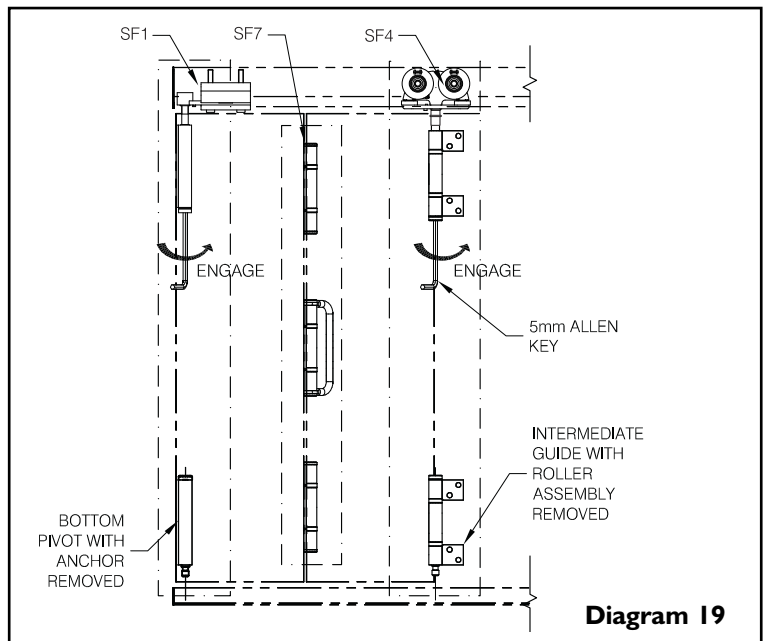 SF1
SF7
SF4
ENGAGE
ENGAGE
5mm ALLEN
KEY
INTERMEDIATE
GUIDE WITH
ROLLER
ASSEMBLY
REMOVED
BOTTOM
PIVOT WITH
ANCHOR
REMOVED
Diagram 19